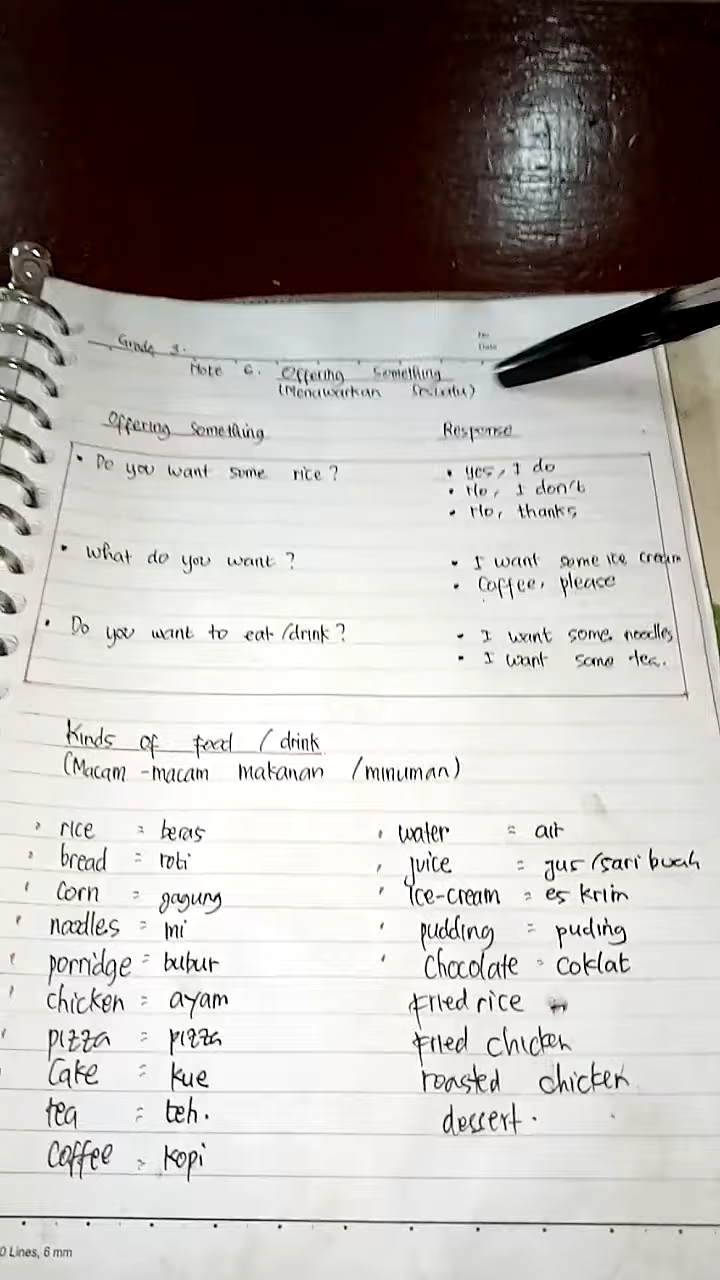 Grade 3.
No
Date
Note 6. Offering Something
(Menawarkan Sesuatu)
Offering Something Response
• Do you want some rice? • Yes, I do
• No, I don't
• No, thanks
• What do you want? • I want some ice cream
• Coffee, please
• Do you want to eat/drink? • I want some noodles
• I want some tea.
Kinds of food / drink
(Macam-macam makanan /minuman)
rice = beras water = air
bread = roti juice = jus/sari buah
corn = gagung ice-cream = es krim
noodles = mi pudding = puding
porridge = bubur chocolate = coklat
chicken = ayam fried rice
pizza = pizza fried chicken
Cake = kue roasted chicken
tea = teh. dessert.
coffee = kopi
0 Lines, 6 mm